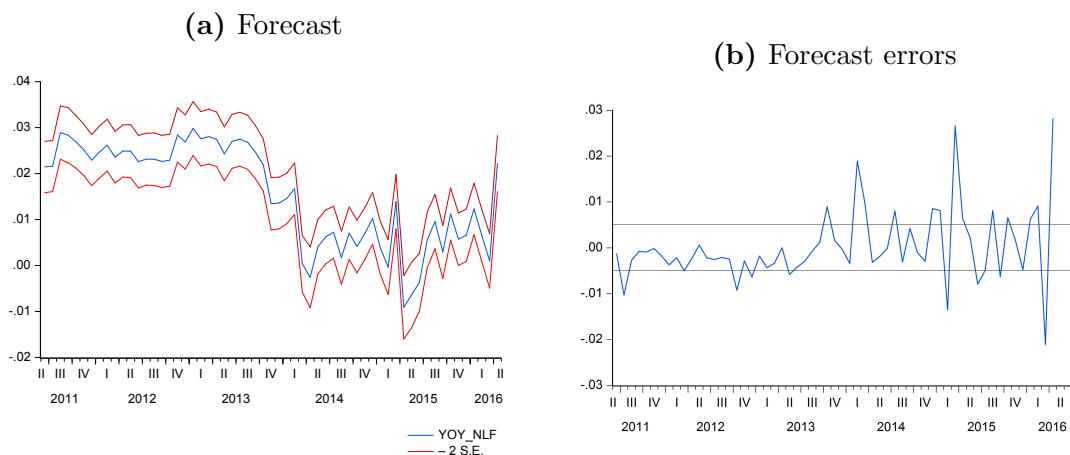 (a) Forecast
.04
.03
.02
.01
.00
-.01
-.02
II III IV I II III IV I II III IV I II III IV I II III IV I II
2011 2012 2013 2014 2015 2016
YOY_NLF
– 2 S.E.
(b) Forecast errors
.03
.02
.01
.00
-.01
-.02
-.03
II III IV I II III IV I II III IV I II III IV I II III IV I II
2011 2012 2013 2014 2015 2016